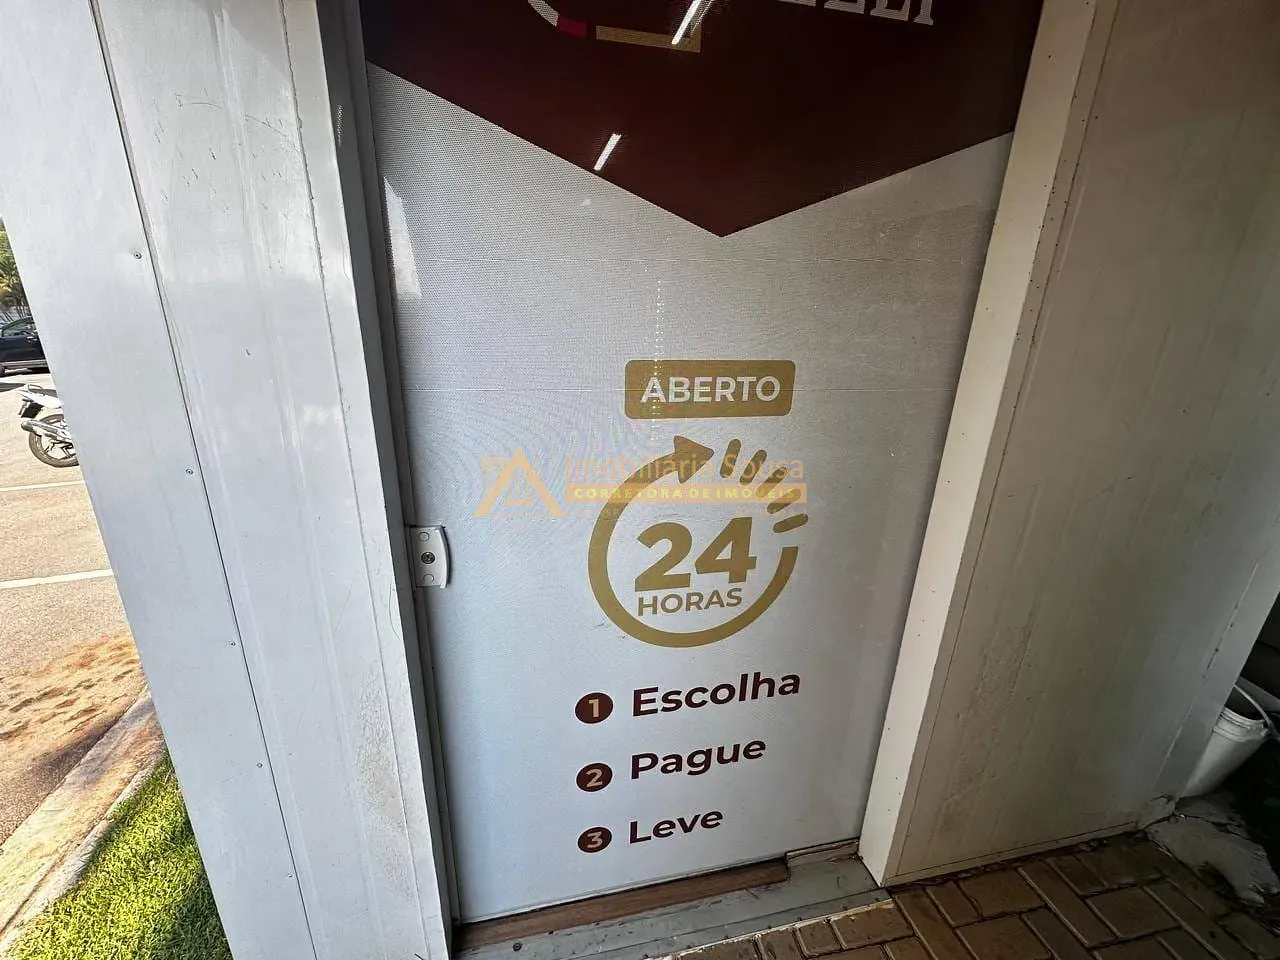 ABERTO
Imobiliária Sousa
CORRETORA DE IMÓVEIS
24
HORAS
1 Escolha
2 Pague
3 Leve